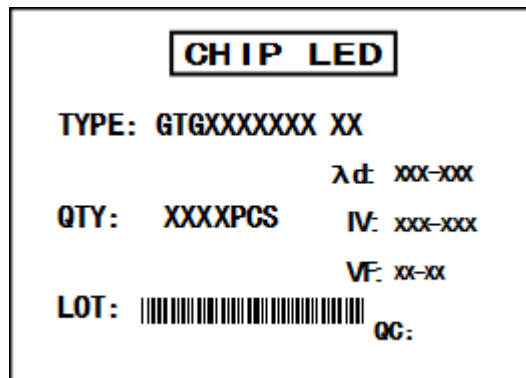 CHIP LED
TYPE: GTGXXXXXXX XX
λd: XXX-XXX
QTY: XXXXPCS IV: XXX-XXX
VF: XX-XX
LOT:
QC: